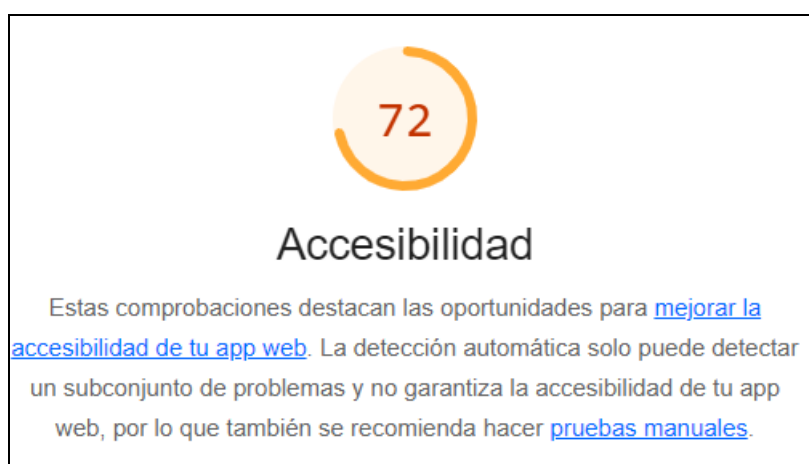 72
Accesibilidad
Estas comprobaciones destacan las oportunidades para mejorar la
accesibilidad de tu app web. La detección automática solo puede detectar
un subconjunto de problemas y no garantiza la accesibilidad de tu app
web, por lo que también se recomienda hacer pruebas manuales.